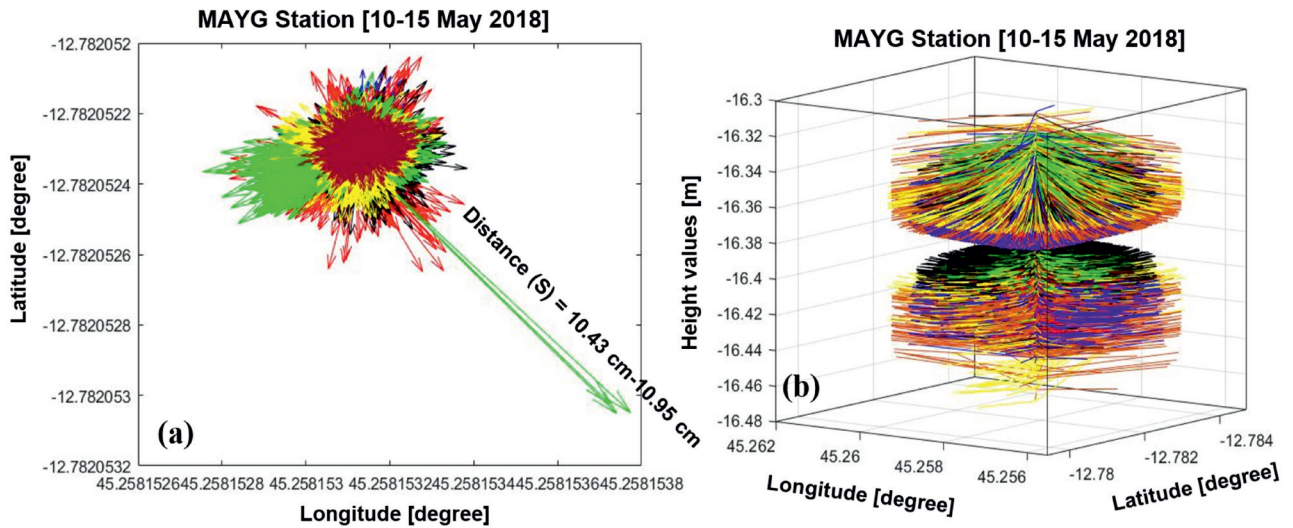 MAYG Station [10-15 May 2018]
-12.782052
-12.7820522
-12.7820524
-12.7820526
-12.7820528
-12.782053
-12.7820532
Latitude [degree]
Distance (S) = 10.43 cm-10.95 cm
(a)
45.2581526 45.2581528 45.258153 45.2581532 45.2581534 45.2581536 45.2581538
Longitude [degree]
MAYG Station [10-15 May 2018]
-16.3
-16.32
-16.34
-16.36
-16.38
-16.4
-16.42
-16.44
-16.46
-16.48
Height values [m]
(b)
45.262
45.26
45.258
45.256
Longitude [degree]
-12.78
-12.782
-12.784
Latitude [degree]